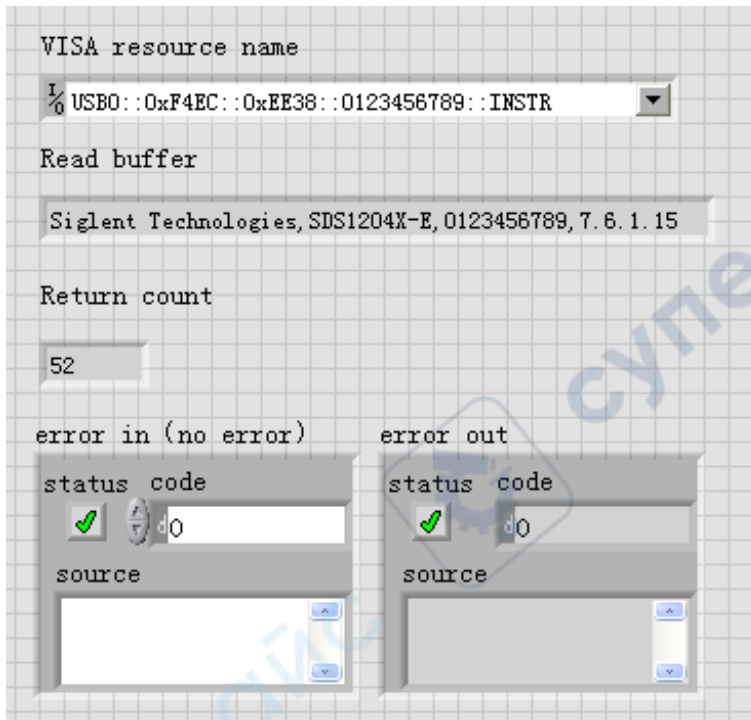 VISA resource name
I/O USB0::0xF4EC::0xEE38::0123456789::INSTR
Read buffer
Siglent Technologies,SDS1204X-E,0123456789,7.6.1.15
Return count
52
error in (no error) error out
status code status code
d 0 d 0
source source